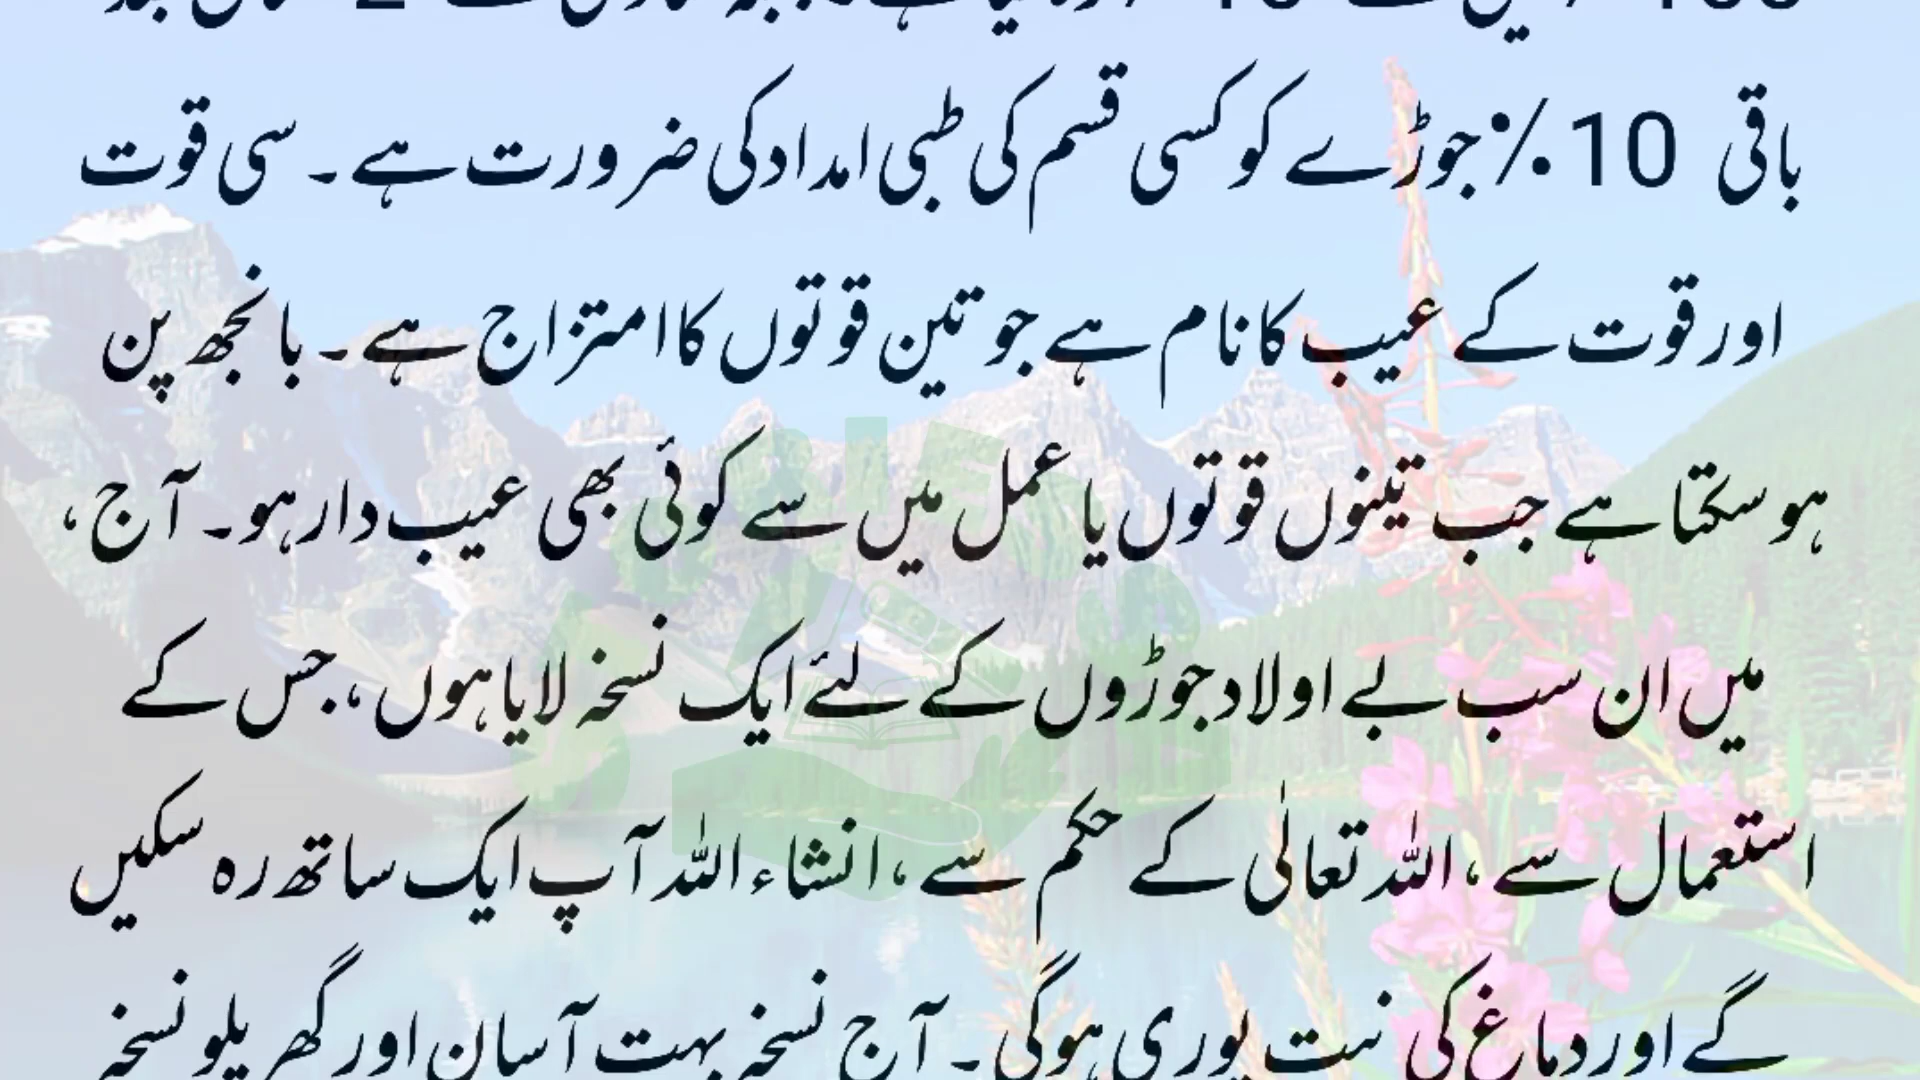 باقی 10٪ جوڑے کو کسی قسم کی طبی امداد کی ضرورت ہے۔ سی قوت
اور قوت کے عیب کا نام ہے جو تین قوتوں کا امتزاج ہے۔ بانجھ پن
ہو سکتا ہے جب تینوں قوتوں یا عمل میں سے کوئی بھی عیب دار ہو۔ آج،
میں ان سب بے اولاد جوڑوں کے لئے ایک نسخہ لایا ہوں، جس کے
استعمال سے، اللہ تعالٰی کے حکم سے، انشاء اللہ آپ ایک ساتھ رہ سکیں
گے اور دماغ کی نیت پوری ہوگی۔ آج نسخہ بہت آسان اور گھریلو نسخہ